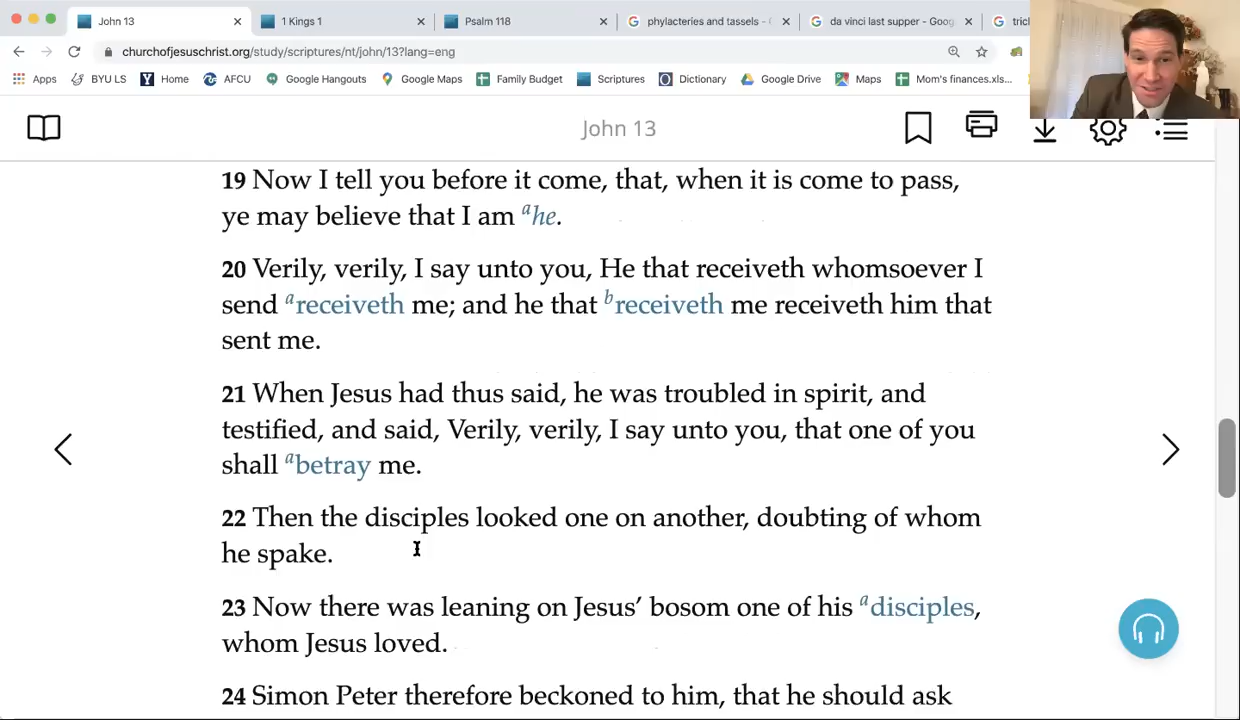 John 13
1 Kings 1
Psalm 118
phylacteries and tassels - G
da vinci last supper - Goog
tricl
churchofjesuschrist.org/study/scriptures/nt/john/13?lang=eng
Apps BYU LS Home AFCU Google Hangouts Google Maps Family Budget Scriptures Dictionary Google Drive Maps Mom's finances.xls...
John 13
19 Now I tell you before it come, that, when it is come to pass,
ye may believe that I am a he.
20 Verily, verily, I say unto you, He that receiveth whomsoever I
send a receiveth me; and he that b receiveth me receiveth him that
sent me.
21 When Jesus had thus said, he was troubled in spirit, and
testified, and said, Verily, verily, I say unto you, that one of you
shall a betray me.
22 Then the disciples looked one on another, doubting of whom
he spake.
23 Now there was leaning on Jesus’ bosom one of his a disciples,
whom Jesus loved.
24 Simon Peter therefore beckoned to him, that he should ask